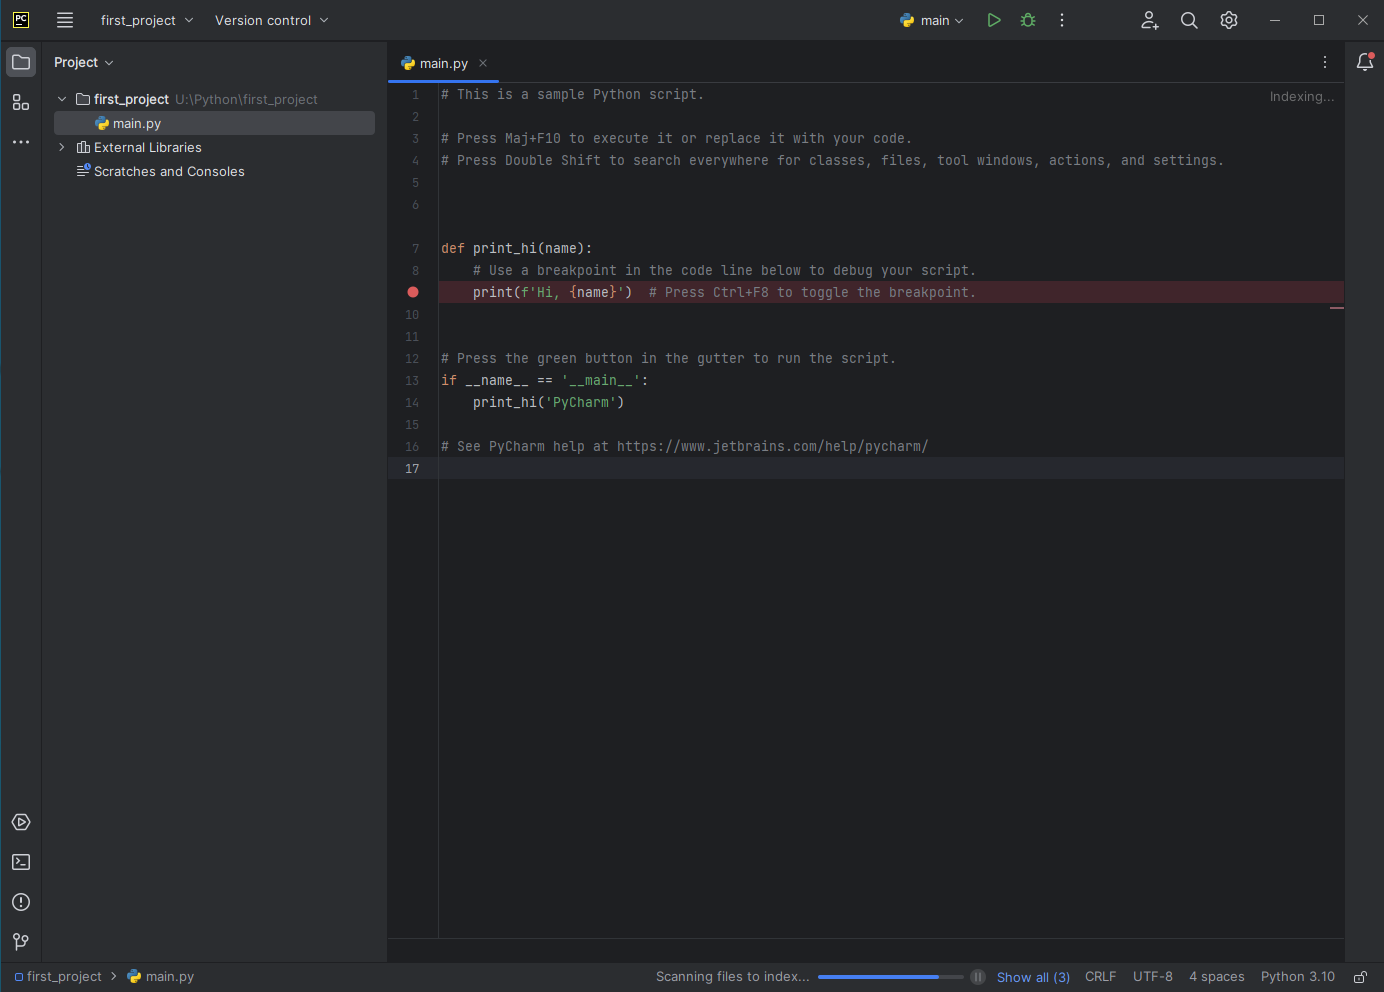 PC first_project Version control main
Project
main.py
first_project U:\Python\first_project
main.py
External Libraries
Scratches and Consoles
Indexing...
1 # This is a sample Python script.
2
3 # Press Maj+F10 to execute it or replace it with your code.
4 # Press Double Shift to search everywhere for classes, files, tool windows, actions, and settings.
5
6
7 def print_hi(name):
8     # Use a breakpoint in the code line below to debug your script.
    print(f'Hi, {name}')  # Press Ctrl+F8 to toggle the breakpoint.
10
11
12 # Press the green button in the gutter to run the script.
13 if __name__ == '__main__':
14     print_hi('PyCharm')
15
16 # See PyCharm help at https://www.jetbrains.com/help/pycharm/
17
first_project main.py Scanning files to index... Show all (3) CRLF UTF-8 4 spaces Python 3.10